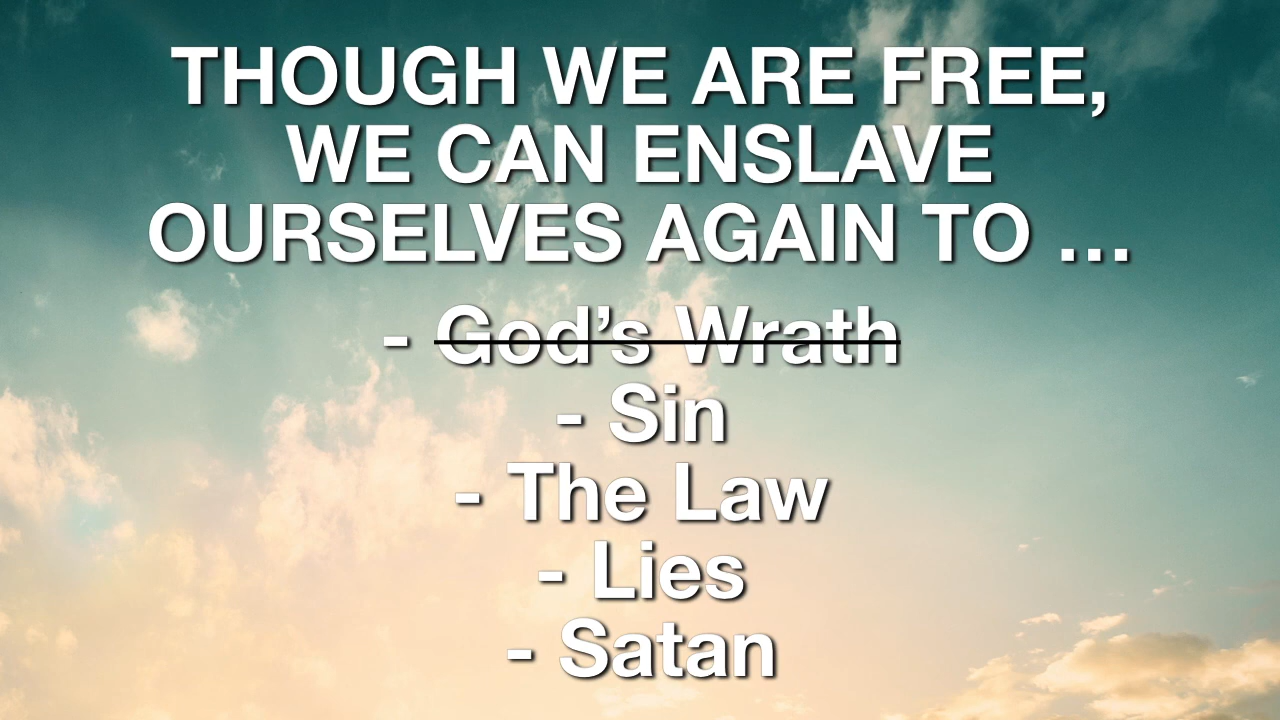 THOUGH WE ARE FREE,
WE CAN ENSLAVE
OURSELVES AGAIN TO …
- God’s Wrath
- Sin
- The Law
- Lies
- Satan